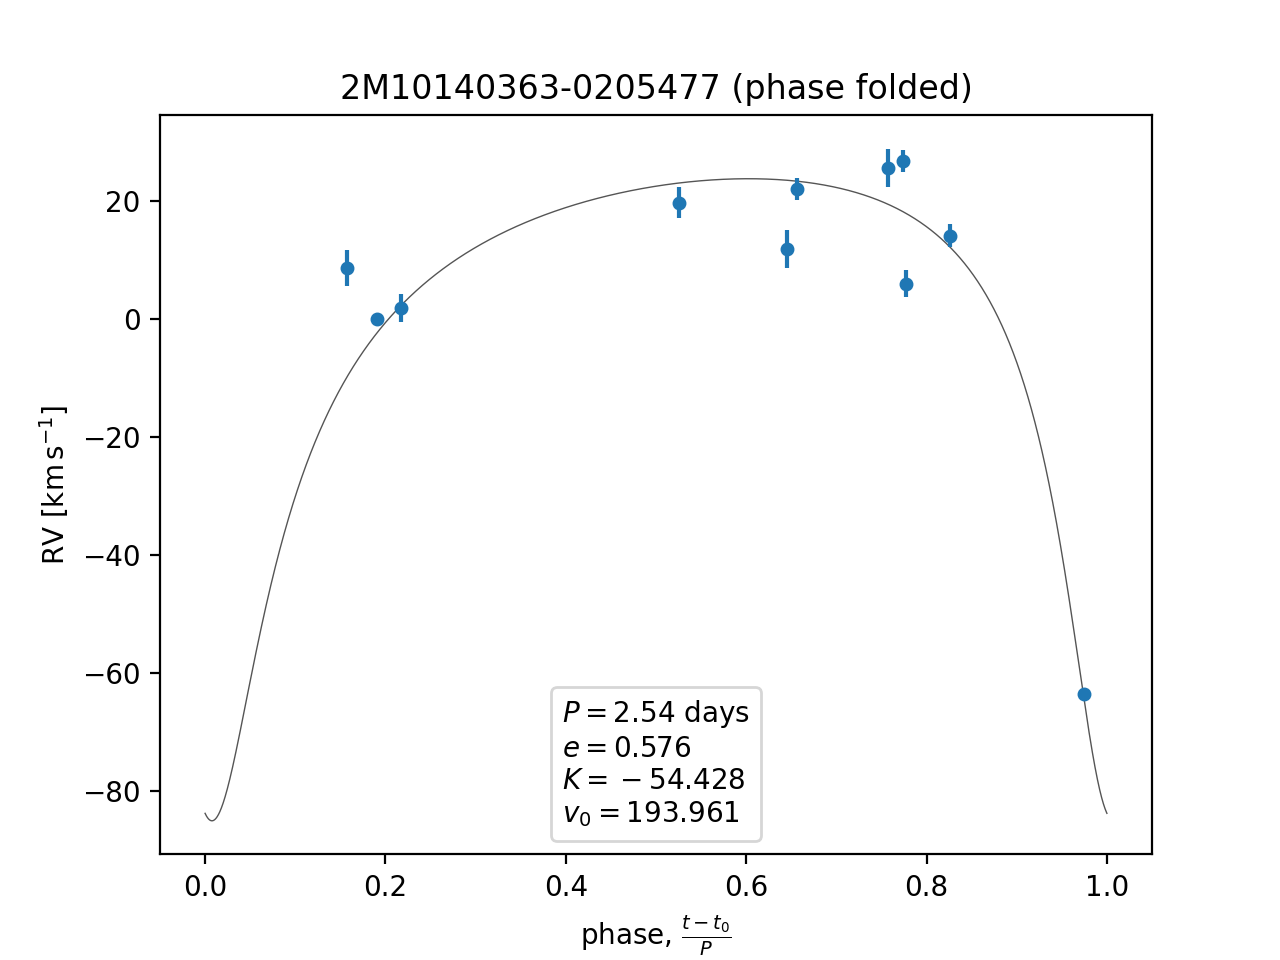 2M10140363-0205477 (phase folded)
RV [km s⁻¹]
20
0
−20
−40
−60
−80
P = 2.54 days
e = 0.576
K = − 54.428
v₀ = 193.961
0.0 0.2 0.4 0.6 0.8 1.0
phase, (t − t₀)/P